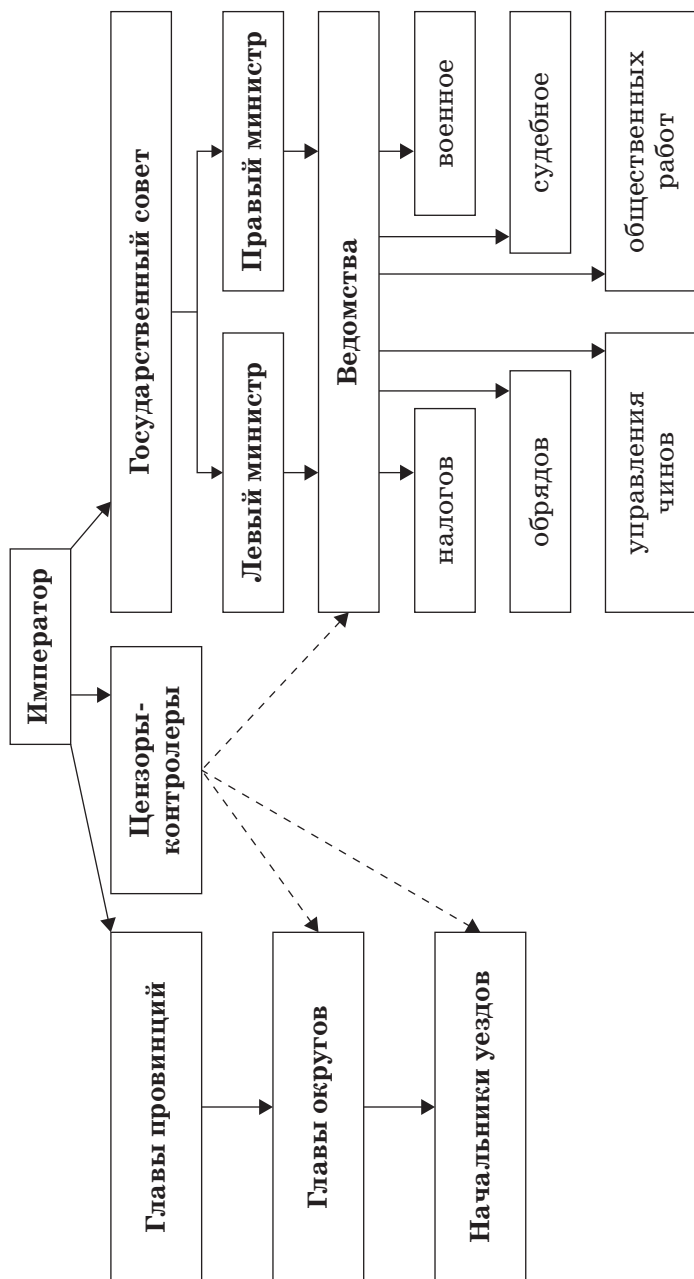 Император
Главы провинций
Цензоры-
контролеры
Государственный совет
Левый министр
Правый министр
Главы округов
Ведомства
Начальники уездов
налогов
военное
обрядов
судебное
управления
чинов
общественных
работ